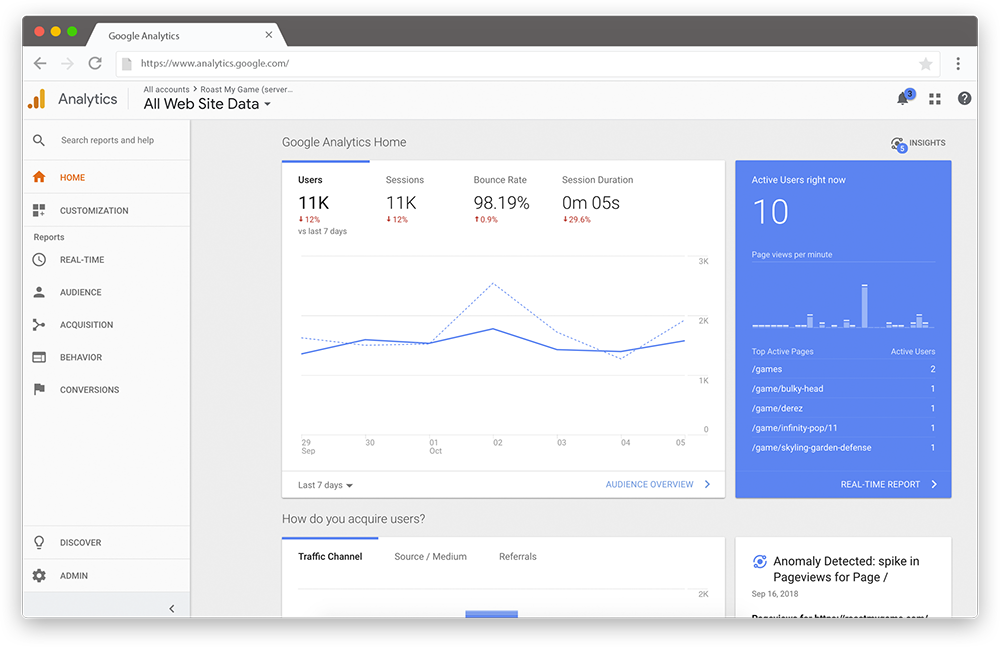 Google Analytics
https://www.analytics.google.com/
Analytics
All accounts > Roast My Game (server...
All Web Site Data
3
?
Search reports and help
HOME
CUSTOMIZATION
Reports
REAL-TIME
AUDIENCE
ACQUISITION
BEHAVIOR
CONVERSIONS
DISCOVER
ADMIN
Google Analytics Home
5 INSIGHTS
Users Sessions Bounce Rate Session Duration
11K 11K 98.19% 0m 05s
12% 12% 0.9% 29.6%
vs last 7 days
3K
2K
1K
0
29 30 01 02 03 04 05
Sep Oct
Last 7 days
AUDIENCE OVERVIEW
Active Users right now
10
Page views per minute
Top Active Pages Active Users
/games 2
/game/bulky-head 1
/game/derez 1
/game/infinity-pop/11 1
/game/skyling-garden-defense 1
REAL-TIME REPORT
How do you acquire users?
Traffic Channel Source / Medium Referrals
2K
Anomaly Detected: spike in
Pageviews for Page /
Sep 16, 2018